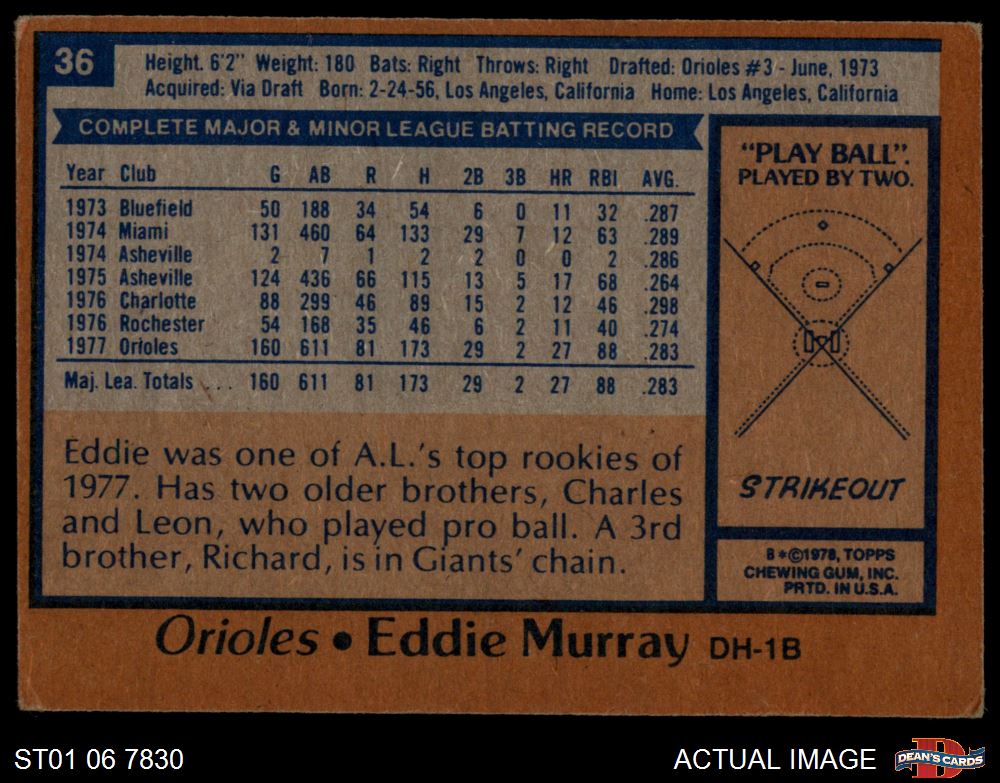 36
Height. 6'2" Weight: 180 Bats: Right Throws: Right Drafted: Orioles #3 - June, 1973
Acquired: Via Draft Born: 2-24-56, Los Angeles, California Home: Los Angeles, California
COMPLETE MAJOR & MINOR LEAGUE BATTING RECORD
Year Club G AB R H 2B 3B HR RBI AVG.
1973 Bluefield 50 188 34 54 6 0 11 32 .287
1974 Miami 131 460 64 133 29 7 12 63 .289
1974 Asheville 2 7 1 2 2 0 0 2 .286
1975 Asheville 124 436 66 115 13 5 17 68 .264
1976 Charlotte 88 299 46 89 15 2 12 46 .298
1976 Rochester 54 168 35 46 6 2 11 40 .274
1977 Orioles 160 611 81 173 29 2 27 88 .283
Maj. Lea. Totals ... 160 611 81 173 29 2 27 88 .283
Eddie was one of A.L.'s top rookies of
1977. Has two older brothers, Charles
and Leon, who played pro ball. A 3rd
brother, Richard, is in Giants' chain.
"PLAY BALL".
PLAYED BY TWO.
STRIKEOUT
B*©1978, TOPPS
CHEWING GUM, INC.
PRTD. IN U.S.A.
Orioles • Eddie Murray DH-1B
ST01 06 7830
ACTUAL IMAGE
D
DEAN'S CARDS